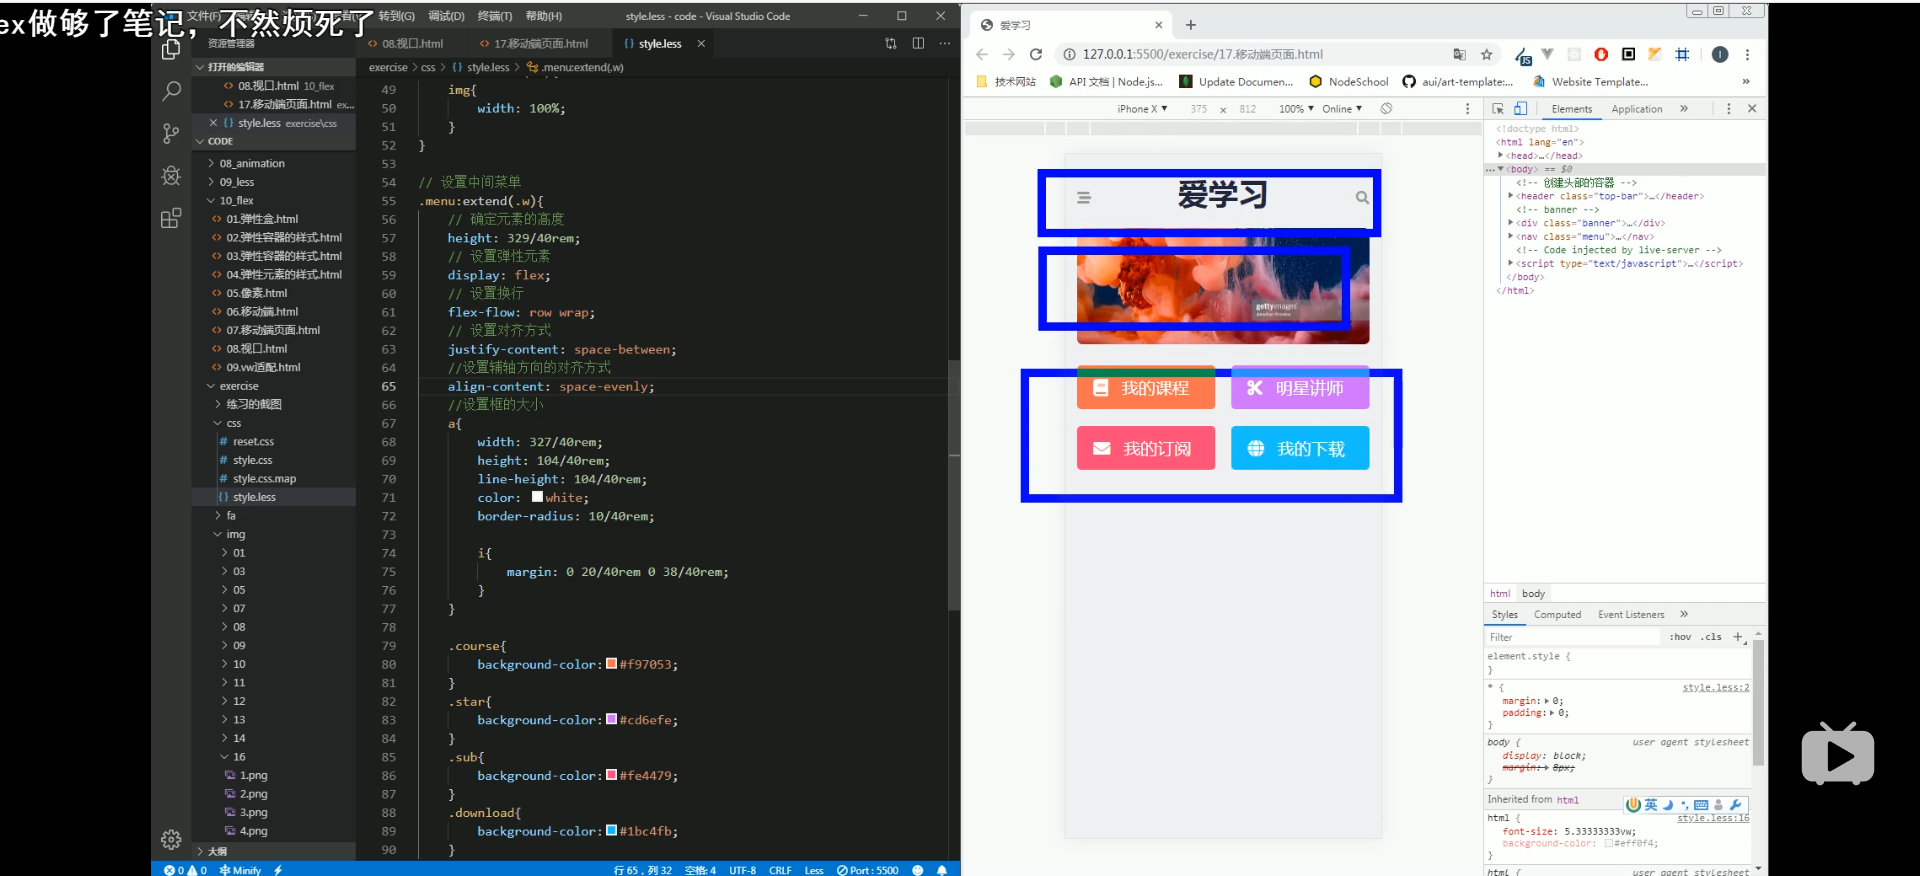 ex做够了笔记，不然烦死了
转到(G) 调试(D) 终端(T) 帮助(H)
style.less - code - Visual Studio Code
资源管理器
打开的编辑器
08.视口.html 10_flex
17.移动端页面.html ex...
style.less exercise\css
CODE
08_animation
09_less
10_flex
01.弹性盒.html
02.弹性容器的样式.html
03.弹性容器的样式.html
04.弹性元素的样式.html
05.像素.html
06.移动端.html
07.移动端页面.html
08.视口.html
09.vw适配.html
exercise
练习的截图
css
reset.css
style.css
style.css.map
style.less
fa
img
01
03
05
07
08
09
10
11
12
13
14
16
1.png
2.png
3.png
4.png
大纲
08.视口.html
17.移动端页面.html
style.less
exercise > css > style.less > .menu:extend(.w)
49 img{
50 width: 100%;
51 }
52 }
53
54 // 设置中间菜单
55 .menu:extend(.w){
56 // 确定元素的高度
57 height: 329/40rem;
58 // 设置弹性元素
59 display: flex;
60 // 设置换行
61 flex-flow: row wrap;
62 // 设置对齐方式
63 justify-content: space-between;
64 //设置辅轴方向的对齐方式
65 align-content: space-evenly;
66 //设置框的大小
67 a{
68 width: 327/40rem;
69 height: 104/40rem;
70 line-height: 104/40rem;
71 color: white;
72 border-radius: 10/40rem;
73
74 i{
75 margin: 0 20/40rem 0 38/40rem;
76 }
77 }
78
79 .course{
80 background-color: #f97053;
81 }
82 .star{
83 background-color: #cd6efe;
84 }
85 .sub{
86 background-color: #fe4479;
87 }
88 .download{
89 background-color: #1bc4fb;
90 }
0 0 Minify
行 65，列 32 空格: 4 UTF-8 CRLF Less Port : 5500
爱学习
127.0.0.1:5500/exercise/17.移动端页面.html
技术网站 API 文档 | Node.js... Update Documen... NodeSchool aui/art-template:... Website Template...
iPhone X 375 x 812 100% Online
爱学习
gettyimages
我的课程
明星讲师
我的订阅
我的下载
Elements Application
<!doctype html>
<html lang="en">
<head>…</head>
<body> == $0
<!-- 创建头部的容器 -->
<header class="top-bar">…</header>
<!-- banner -->
<div class="banner">…</div>
<nav class="menu">…</nav>
<!-- Code injected by live-server -->
<script type="text/javascript">…</script>
</body>
</html>
html body
Styles Computed Event Listeners
Filter :hov .cls
element.style {
}
* { style.less:2
margin: 0;
padding: 0;
}
body { user agent stylesheet
display: block;
margin: 8px;
}
Inherited from html
英
html { style.less:16
font-size: 5.33333333vw;
background-color: #eff0f4;
}
html { user agent stylesheet